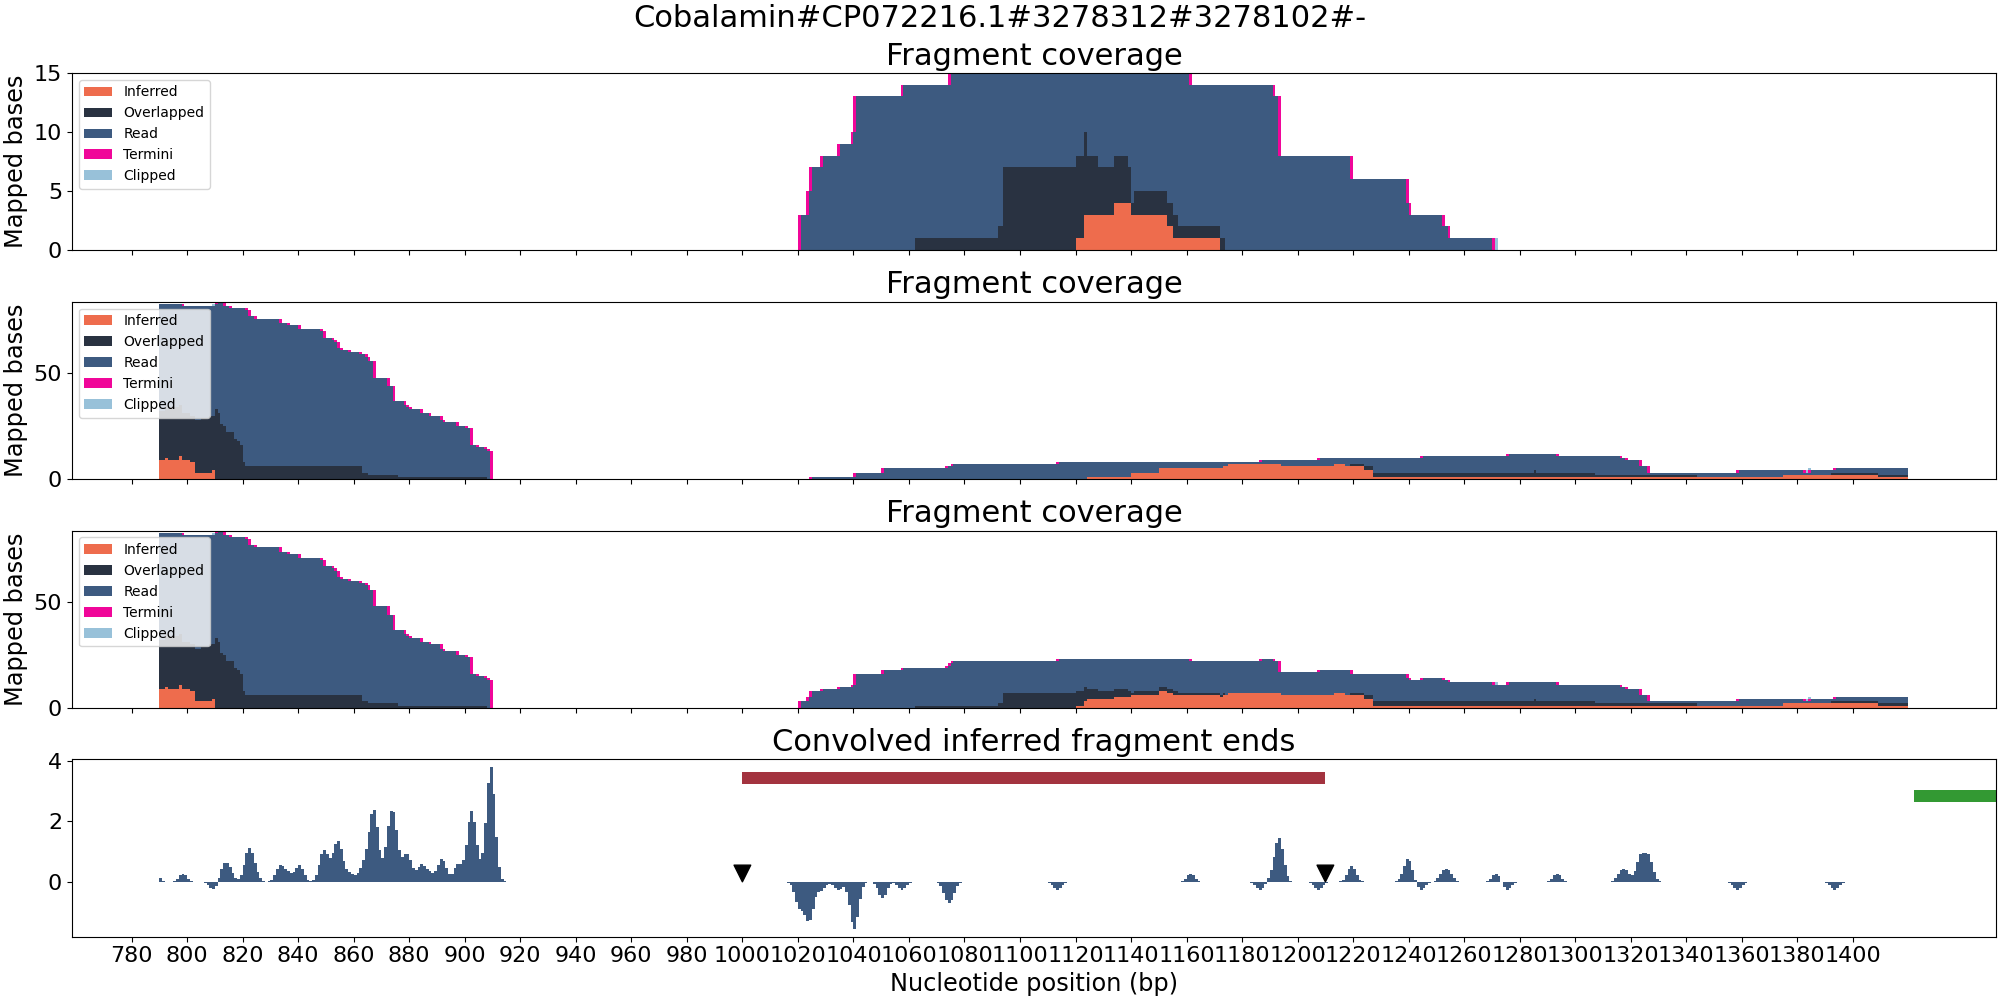 Cobalamin#CP072216.1#3278312#3278102#-
Fragment coverage
Mapped bases
15
10
5
0
Inferred
Overlapped
Read
Termini
Clipped
Fragment coverage
Mapped bases
50
0
Inferred
Overlapped
Read
Termini
Clipped
Fragment coverage
Mapped bases
50
0
Inferred
Overlapped
Read
Termini
Clipped
Convolved inferred fragment ends
4
2
0
780 800 820 840 860 880 900 920 940 960 980 1000 1020 1040 1060 1080 1100 1120 1140 1160 1180 1200 1220 1240 1260 1280 1300 1320 1340 1360 1380 1400
Nucleotide position (bp)